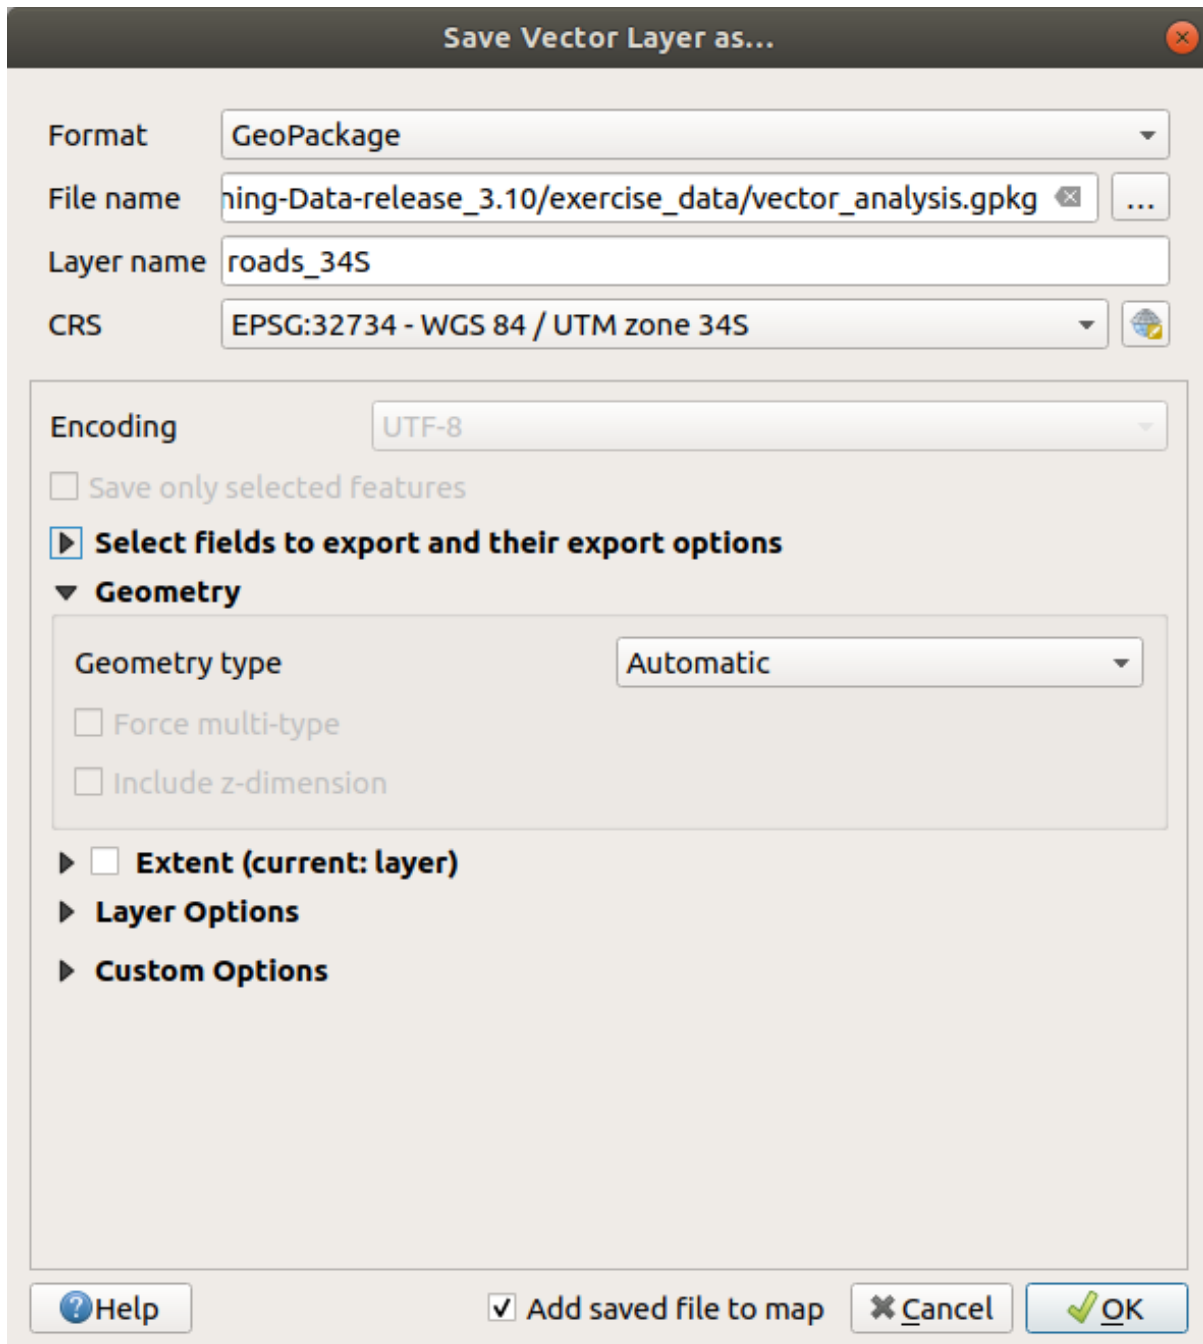 Save Vector Layer as...
Format GeoPackage
File name ning-Data-release_3.10/exercise_data/vector_analysis.gpkg ...
Layer name roads_34S
CRS EPSG:32734 - WGS 84 / UTM zone 34S
Encoding UTF-8
Save only selected features
Select fields to export and their export options
Geometry
Geometry type Automatic
Force multi-type
Include z-dimension
Extent (current: layer)
Layer Options
Custom Options
Help Add saved file to map Cancel OK